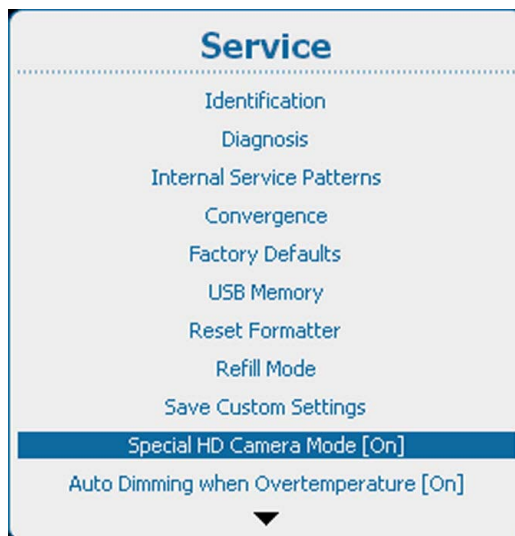 Service
Identification
Diagnosis
Internal Service Patterns
Convergence
Factory Defaults
USB Memory
Reset Formatter
Refill Mode
Save Custom Settings
Special HD Camera Mode [On]
Auto Dimming when Overtemperature [On]